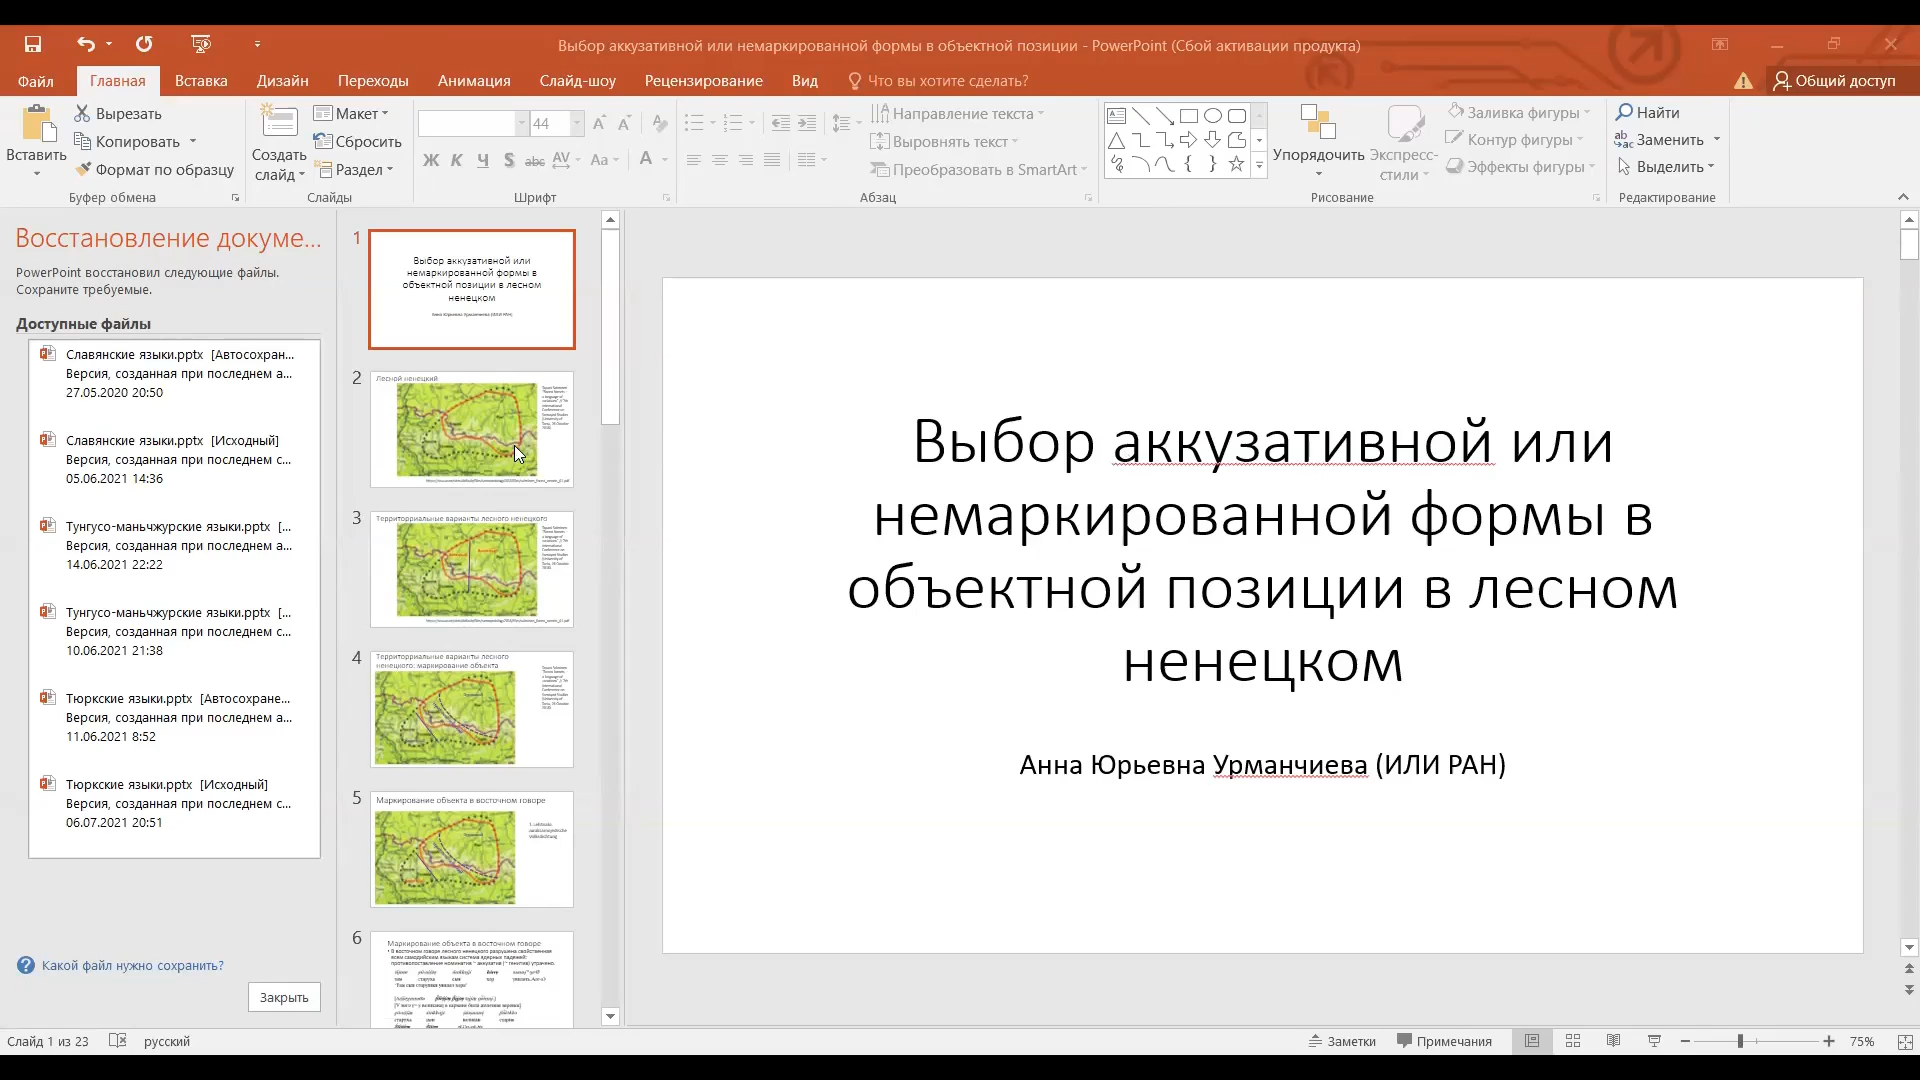 Выбор аккузативной или немаркированной формы в объектной позиции - PowerPoint (Сбой активации продукта)
Файл Главная Вставка Дизайн Переходы Анимация Слайд-шоу Рецензирование Вид Что вы хотите сделать? Общий доступ
Вставить
Вырезать
Копировать
Формат по образцу
Буфер обмена
Создать
слайд
Макет
Сбросить
Раздел
Слайды
44
Ж К Ч S abc AV Aa A
Шрифт
Направление текста
Выровнять текст
Преобразовать в SmartArt
Абзац
Упорядочить
Экспресс-
стили
Заливка фигуры
Контур фигуры
Эффекты фигуры
Рисование
Найти
Заменить
Выделить
Редактирование
Восстановление докуме...
PowerPoint восстановил следующие файлы.
Сохраните требуемые.
Доступные файлы
Славянские языки.pptx [Автосохран...
Версия, созданная при последнем а...
27.05.2020 20:50
Славянские языки.pptx [Исходный]
Версия, созданная при последнем с...
05.06.2021 14:36
Тунгусо-маньчжурские языки.pptx [...
Версия, созданная при последнем а...
14.06.2021 22:22
Тунгусо-маньчжурские языки.pptx [...
Версия, созданная при последнем с...
10.06.2021 21:38
Тюркские языки.pptx [Автосохране...
Версия, созданная при последнем а...
11.06.2021 8:52
Тюркские языки.pptx [Исходный]
Версия, созданная при последнем с...
06.07.2021 20:51
Какой файл нужно сохранить?
Закрыть
1
Выбор аккузативной или
немаркированной формы в
объектной позиции в лесном
ненецком
Анна Юрьевна Урманчиева (ИЛИ РАН)
2
Лесной ненецкий
3
Территориальные варианты лесного ненецкого
4
Территорриальные варианты лесного
ненецкого: маркирование объекта
5
Маркирование объекта в восточном говоре
6
Маркирование объекта в восточном говоре
Выбор аккузативной или
немаркированной формы в
объектной позиции в лесном
ненецком
Анна Юрьевна Урманчиева (ИЛИ РАН)
Слайд 1 из 23 русский Заметки Примечания 75%